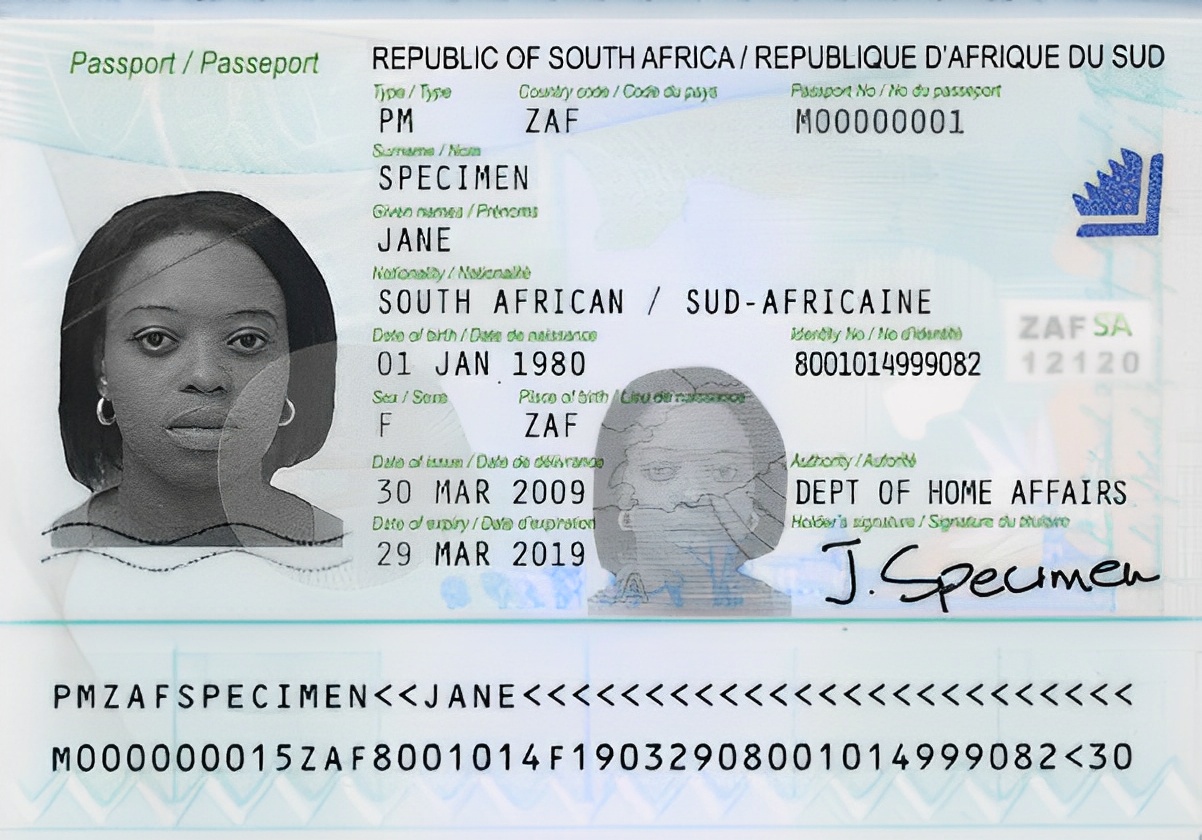 Passport / Passeport
REPUBLIC OF SOUTH AFRICA / REPUBLIQUE D'AFRIQUE DU SUD
Type / Type Country code / Code du pays Passport No / No du passeport
PM ZAF M00000001
Surname / Nom
SPECIMEN
Given names / Prénoms
JANE
Nationality / Nationalité
SOUTH AFRICAN / SUD-AFRICAINE
Date of birth / Date de naissance Identity No / No d'identité
01 JAN 1980 8001014999082
ZAF SA
12120
Sex / Sexe Place of birth / Lieu de naissance
F ZAF
Date of issue / Date de délivrance Authority / Autorité
30 MAR 2009 DEPT OF HOME AFFAIRS
Date of expiry / Date d'expiration Holder's signature / Signature du titulaire
29 MAR 2019 J. Specimen
PMZAFSPECIMEN<<JANE<<<<<<<<<<<<<<<<<<<<<<<<<
M000000015ZAF8001014F19032908001014999082<30